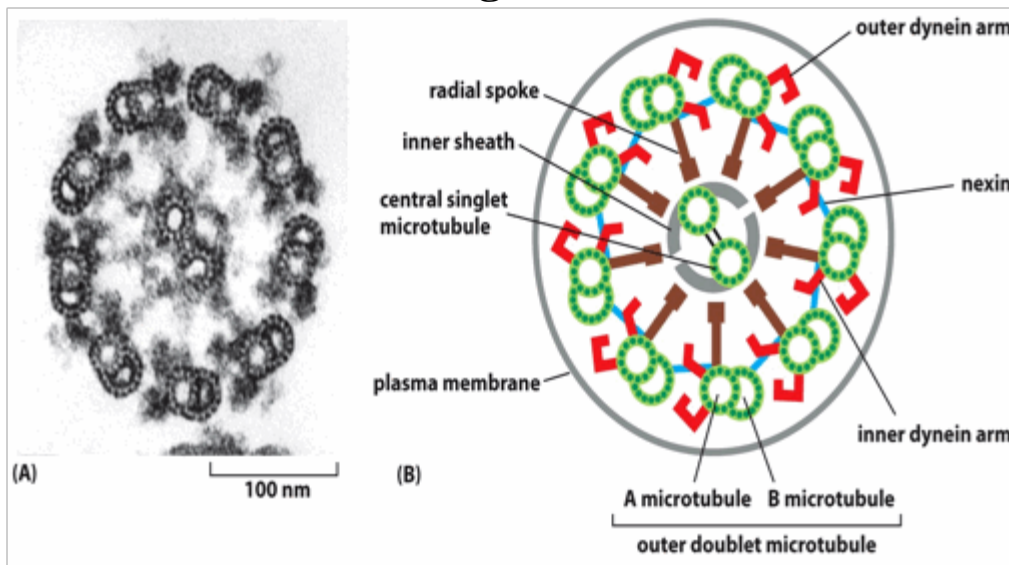 outer dynein arm
radial spoke
inner sheath
nexin
central singlet
microtubule
plasma membrane
inner dynein arm
(A)
100 nm
(B)
A microtubule B microtubule
outer doublet microtubule